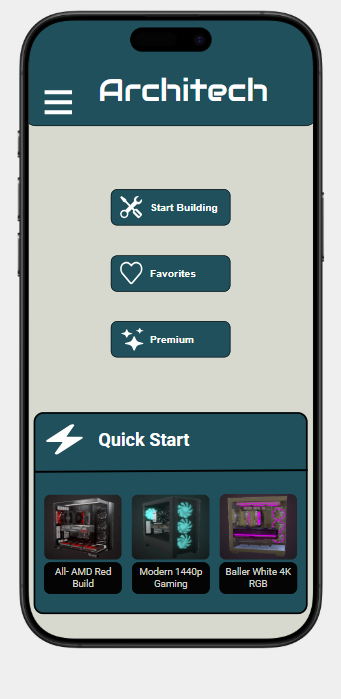 Architech
Start Building
Favorites
Premium
Quick Start
All- AMD Red
Build
Modern 1440p
Gaming
Baller White 4K
RGB